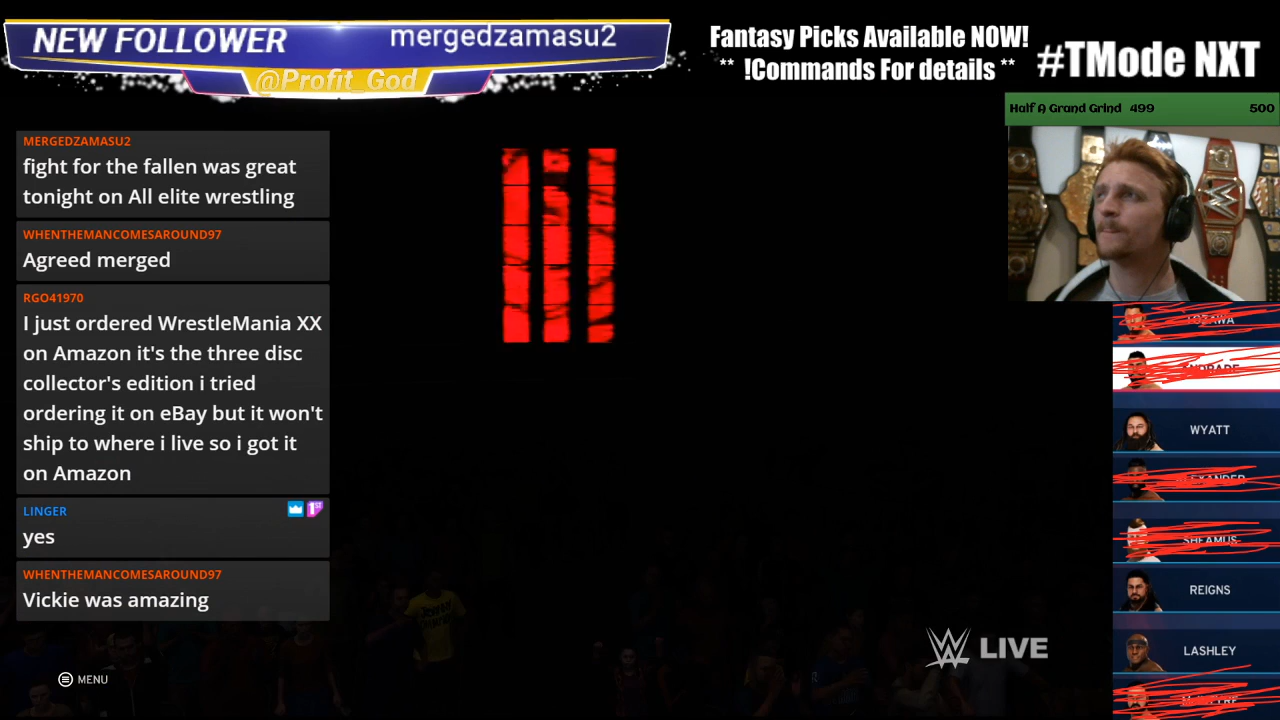 NEW FOLLOWER
mergedzamasu2
@Profit_God
Fantasy Picks Available NOW!
** !Commands For details **
#TMode NXT
Half A Grand Grind 499
500
MERGEDZAMASU2
fight for the fallen was great
tonight on All elite wrestling
WHENTHEMANCOMESAROUND97
Agreed merged
RGO41970
I just ordered WrestleMania XX
on Amazon it's the three disc
collector's edition i tried
ordering it on eBay but it won't
ship to where i live so i got it
on Amazon
LINGER
yes
WHENTHEMANCOMESAROUND97
Vickie was amazing
WYATT
SHEAMUS
REIGNS
LASHLEY
LIVE
MENU